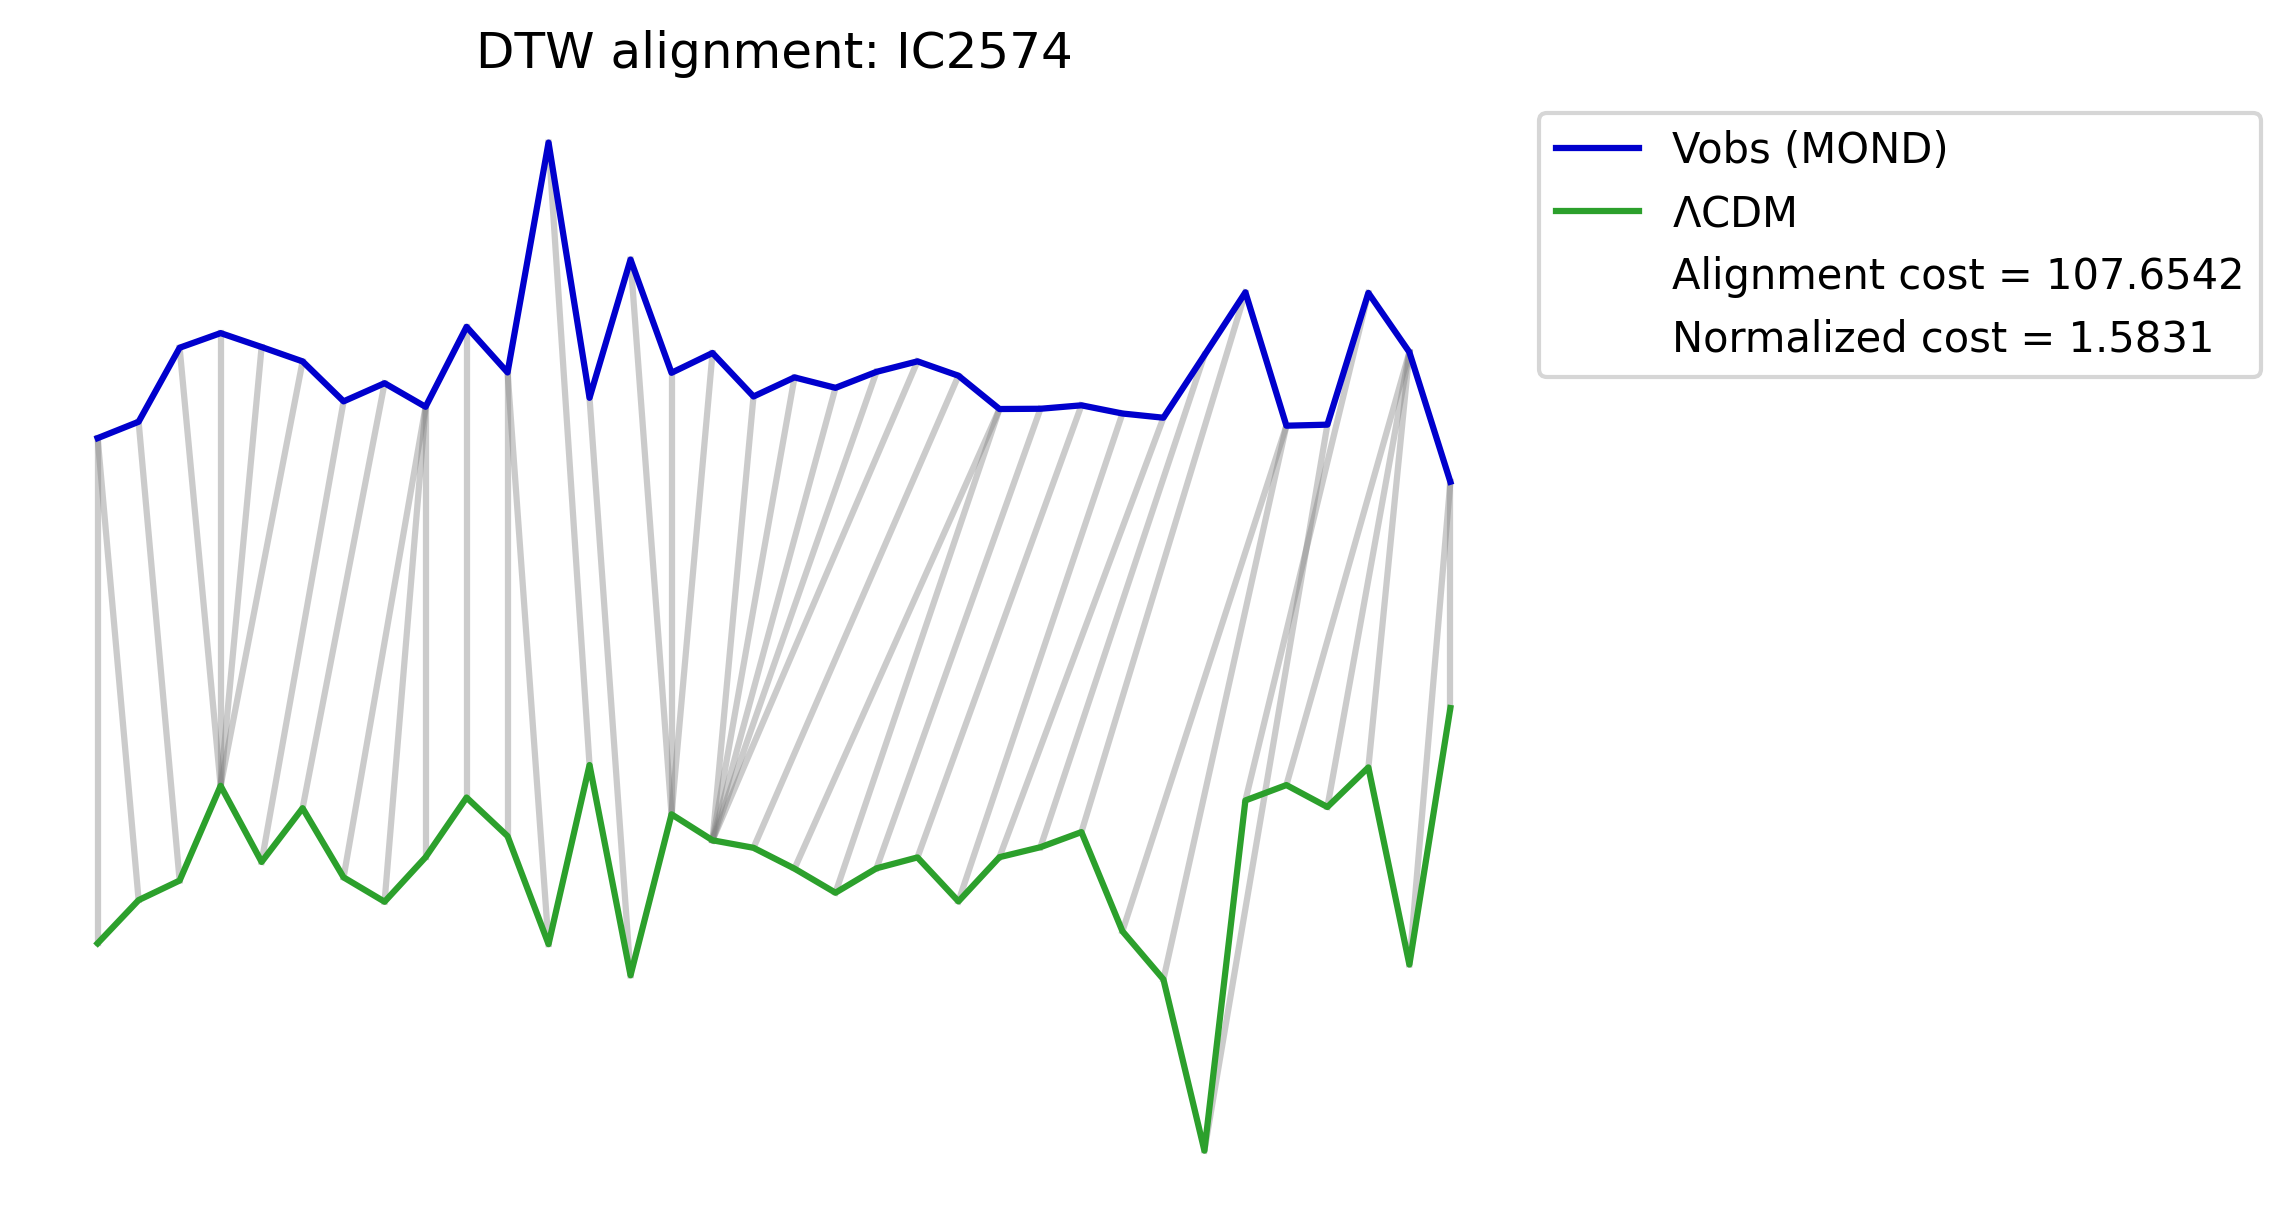 DTW alignment: IC2574
Vobs (MOND)
ΛCDM
Alignment cost = 107.6542
Normalized cost = 1.5831